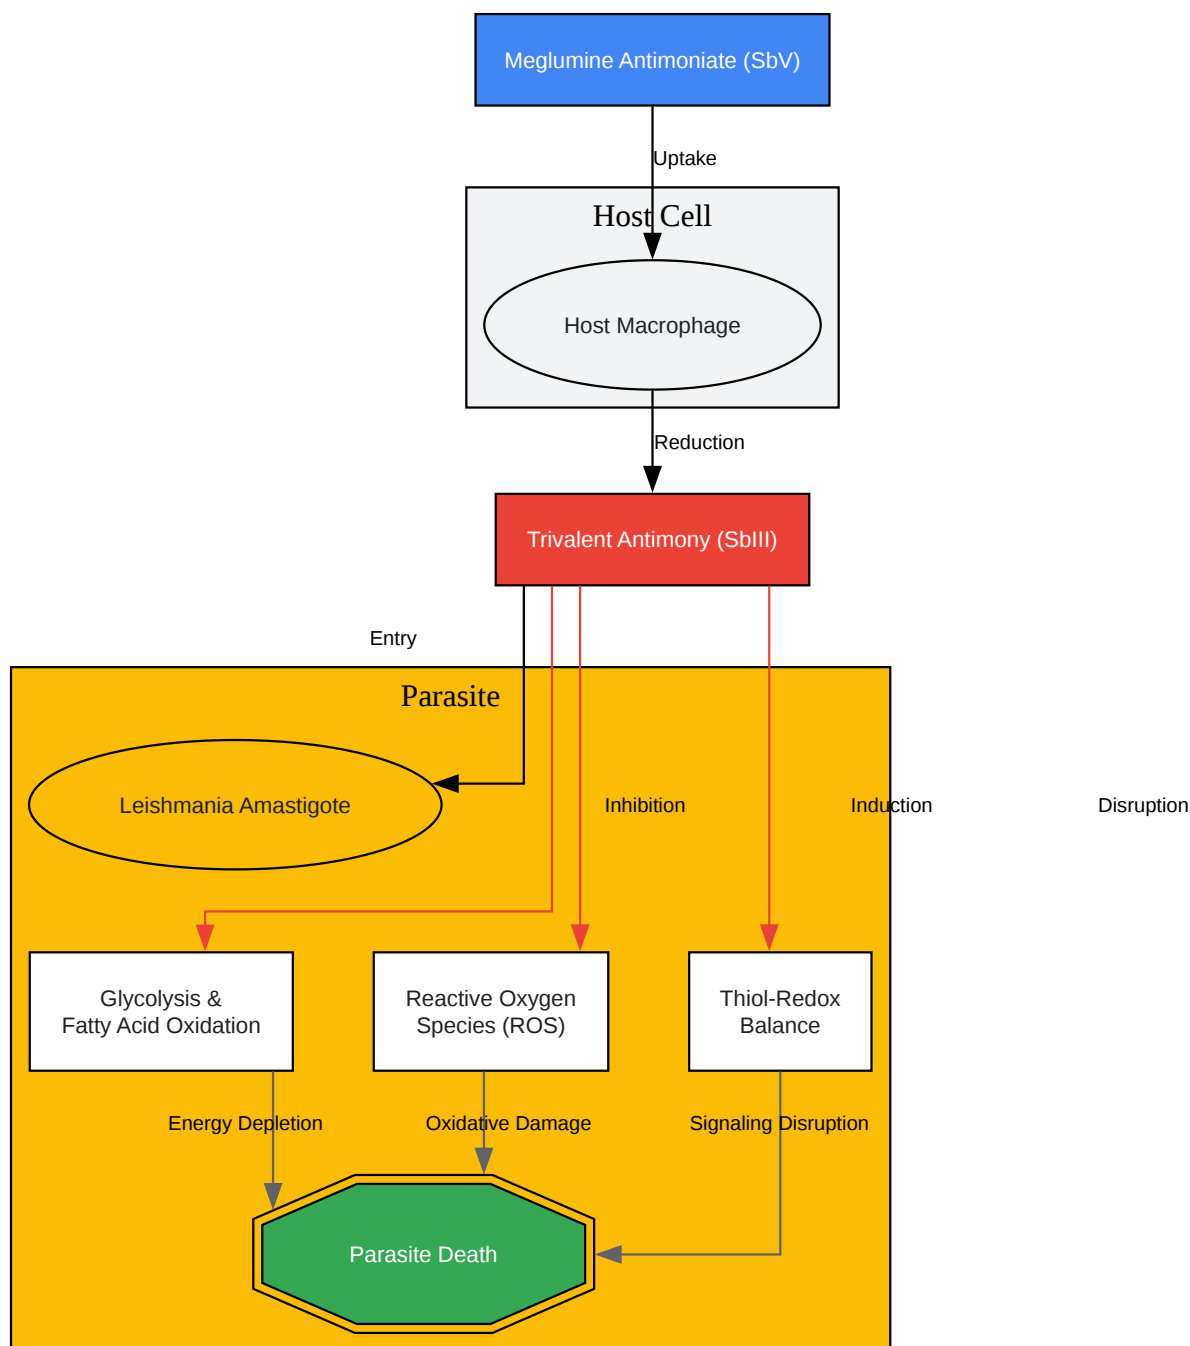 Meglumine Antimoniate (SbV)
Uptake
Host Cell
Host Macrophage
Reduction
Trivalent Antimony (SbIII)
Entry
Parasite
Leishmania Amastigote
Inhibition
Induction
Disruption
Glycolysis &
Fatty Acid Oxidation
Reactive Oxygen
Species (ROS)
Thiol-Redox
Balance
Energy Depletion
Oxidative Damage
Signaling Disruption
Parasite Death